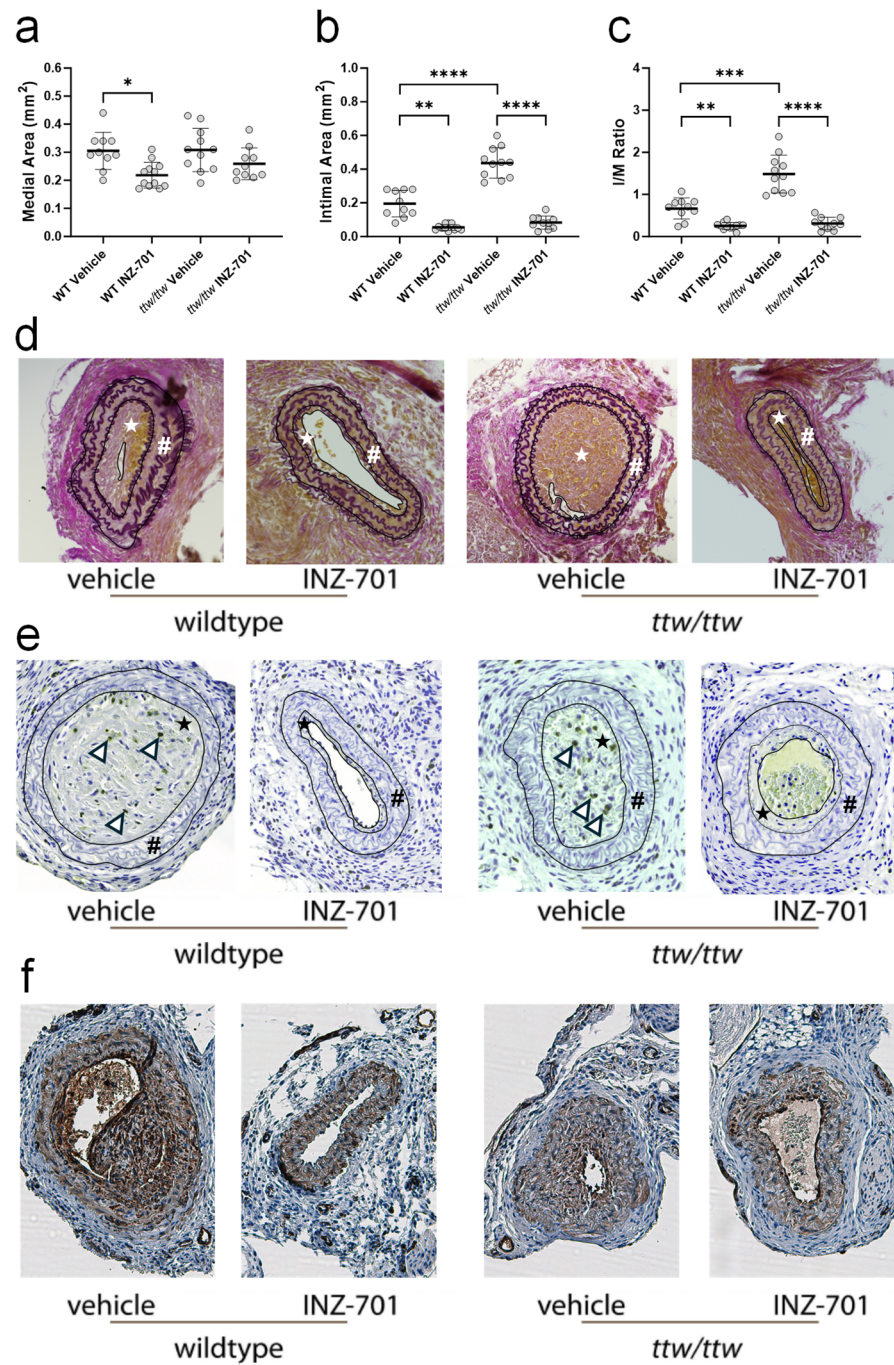 a
b
c
Medial Area (mm²)
0.6
0.5
0.4
0.3
0.2
0.1
0.0
*
WT Vehicle
WT INZ-701
ttw/ttw Vehicle
ttw/ttw INZ-701
Intimal Area (mm²)
1.0
0.8
0.6
0.4
0.2
0.0
****
**
****
WT Vehicle
WT INZ-701
ttw/ttw Vehicle
ttw/ttw INZ-701
I/M Ratio
4
3
2
1
0
***
**
****
WT Vehicle
WT INZ-701
ttw/ttw Vehicle
ttw/ttw INZ-701
d
# # # #
vehicle INZ-701 vehicle INZ-701
wildtype ttw/ttw
e
# # # #
vehicle INZ-701 vehicle INZ-701
wildtype ttw/ttw
f
vehicle INZ-701 vehicle INZ-701
wildtype ttw/ttw